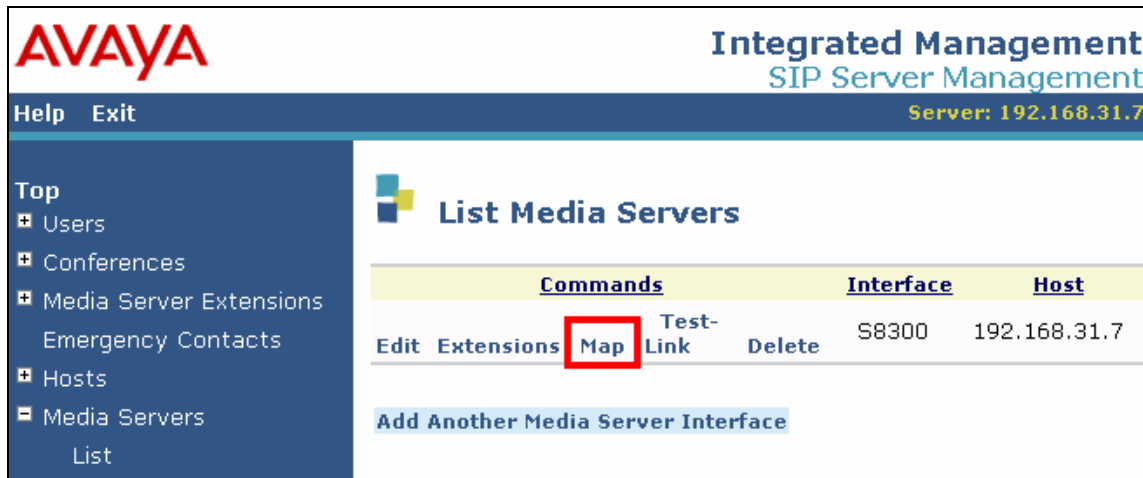 AVAYA
Integrated Management
SIP Server Management
Help Exit
Server: 192.168.31.7
Top
Users
Conferences
Media Server Extensions
Emergency Contacts
Hosts
Media Servers
List
List Media Servers
Commands Interface Host
Edit Extensions Map Test-Link Delete S8300 192.168.31.7
Add Another Media Server Interface